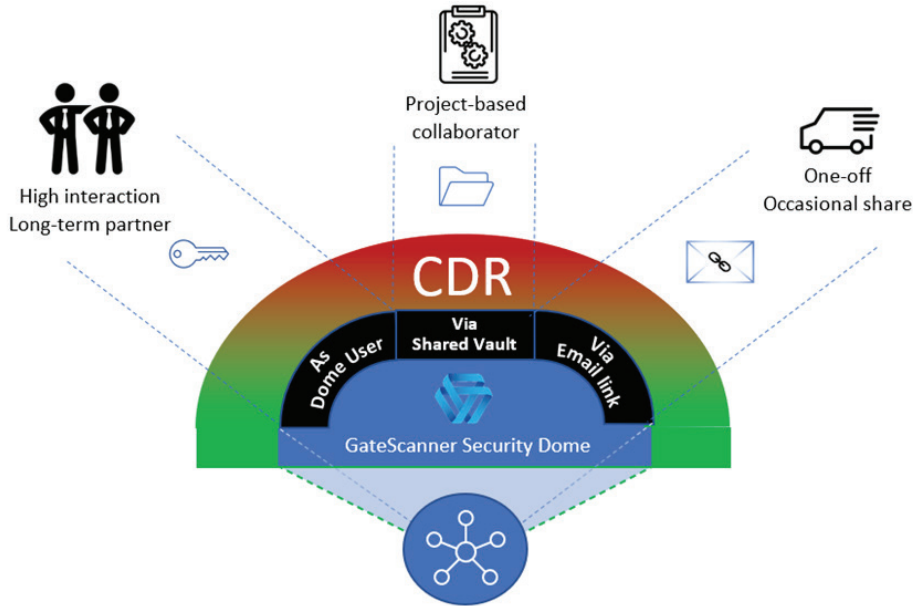 Project-based
collaborator
High interaction
Long-term partner
One-off
Occasional share
CDR
As
Dome User
Via
Shared Vault
Via
Email link
GateScanner Security Dome